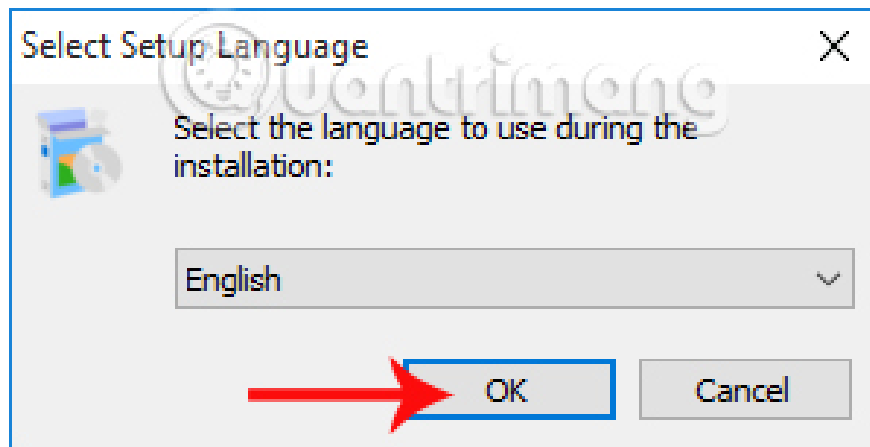 Select Setup Language
Quantrimang
Select the language to use during the
installation:
English
OK
Cancel